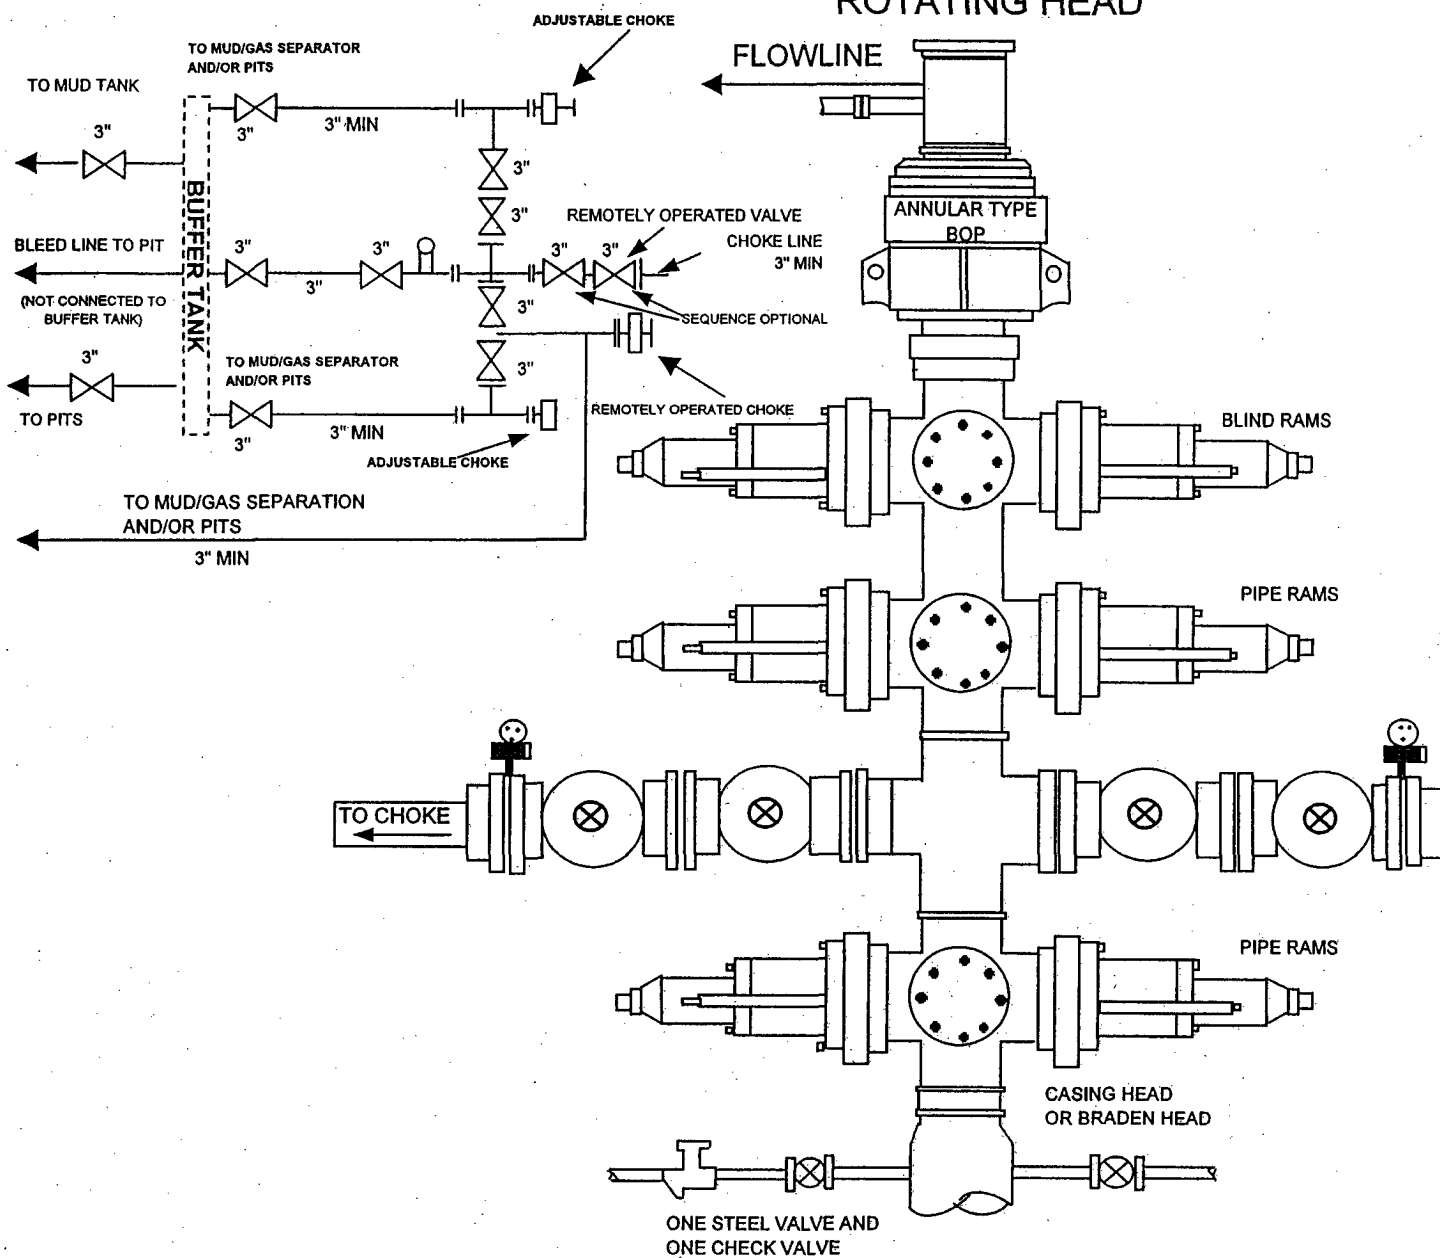 ROTATING HEAD
ADJUSTABLE CHOKE
TO MUD/GAS SEPARATOR
AND/OR PITS
FLOWLINE
TO MUD TANK
3"
3"
3" MIN
3"
3"
BUFFER TANK
ANNULAR TYPE
BOP
REMOTELY OPERATED VALVE
CHOKE LINE
3" MIN
BLEED LINE TO PIT
3"
3"
3"
3"
3"
(NOT CONNECTED TO
BUFFER TANK)
3"
SEQUENCE OPTIONAL
3"
3"
TO MUD/GAS SEPARATOR
AND/OR PITS
TO PITS
3"
3" MIN
REMOTELY OPERATED CHOKE
ADJUSTABLE CHOKE
BLIND RAMS
TO MUD/GAS SEPARATION
AND/OR PITS
3" MIN
PIPE RAMS
TO CHOKE
PIPE RAMS
CASING HEAD
OR BRADEN HEAD
ONE STEEL VALVE AND
ONE CHECK VALVE